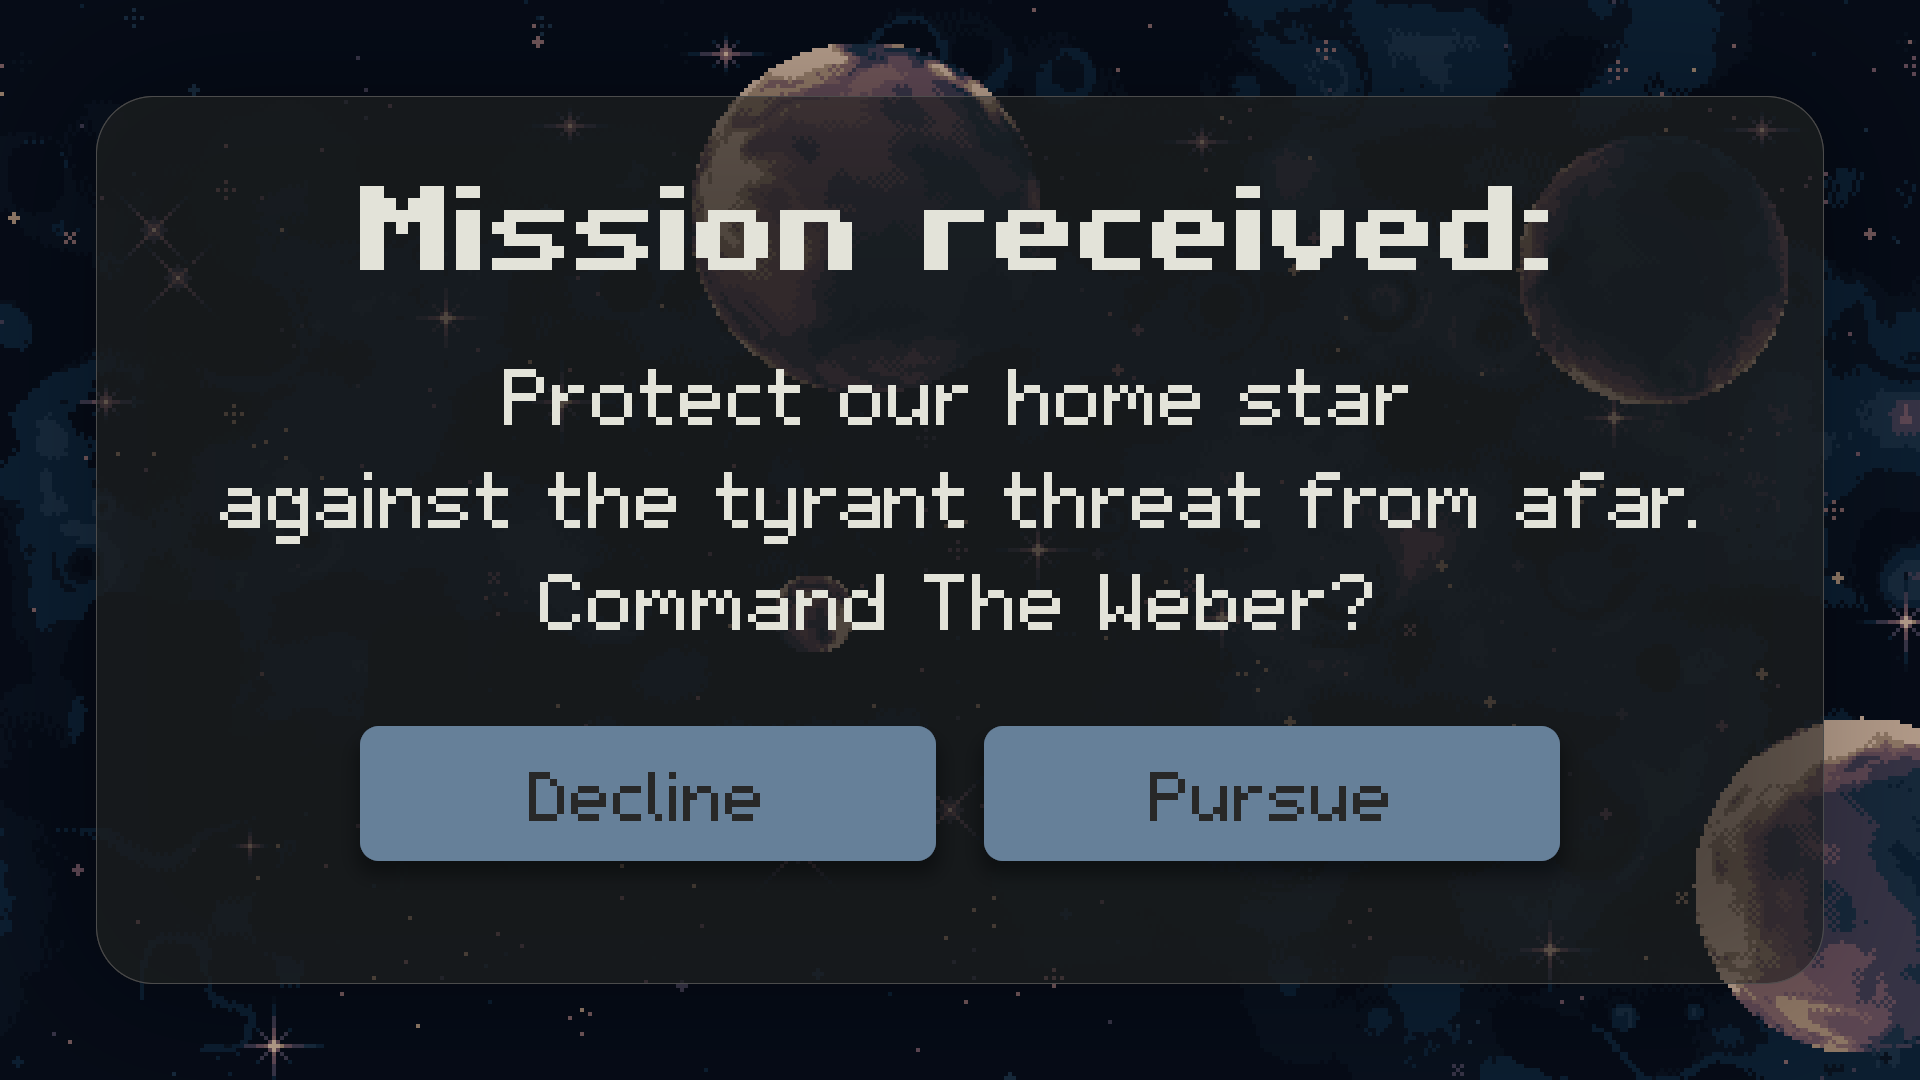 Mission received:
Protect our home star
against the tyrant threat from afar.
Command The Weber?
Decline
Pursue